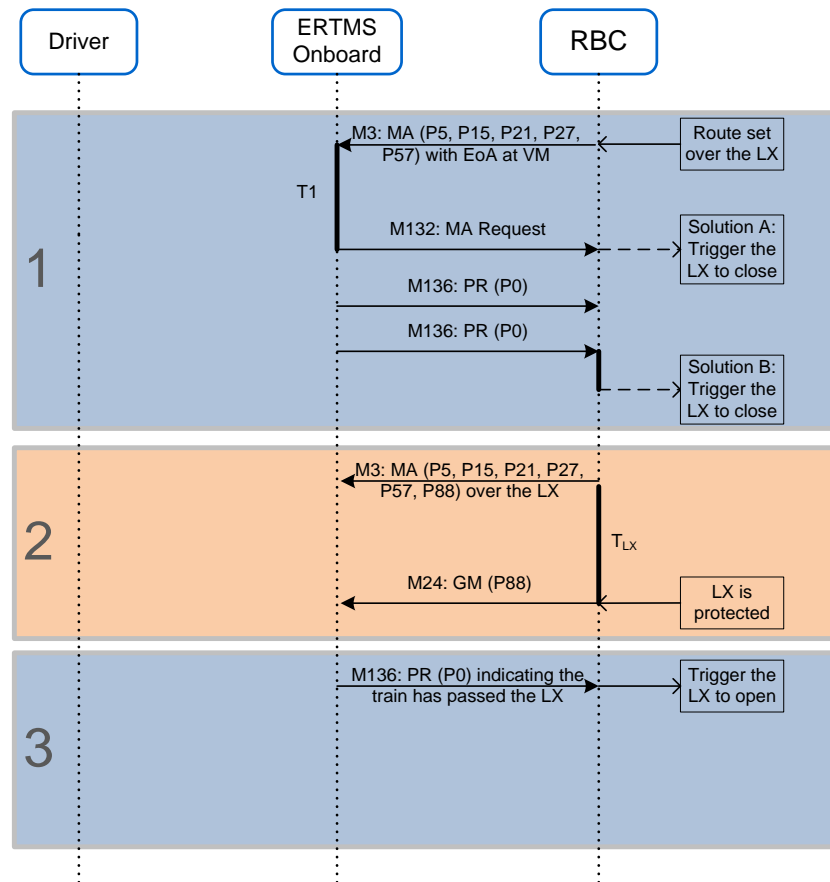 Driver
ERTMS
Onboard
RBC
1
M3: MA (P5, P15, P21, P27,
P57) with EoA at VM
Route set
over the LX
T1
M132: MA Request
Solution A:
Trigger the
LX to close
M136: PR (P0)
M136: PR (P0)
Solution B:
Trigger the
LX to close
2
M3: MA (P5, P15, P21, P27,
P57, P88) over the LX
TLX
M24: GM (P88)
LX is
protected
3
M136: PR (P0) indicating the
train has passed the LX
Trigger the
LX to open